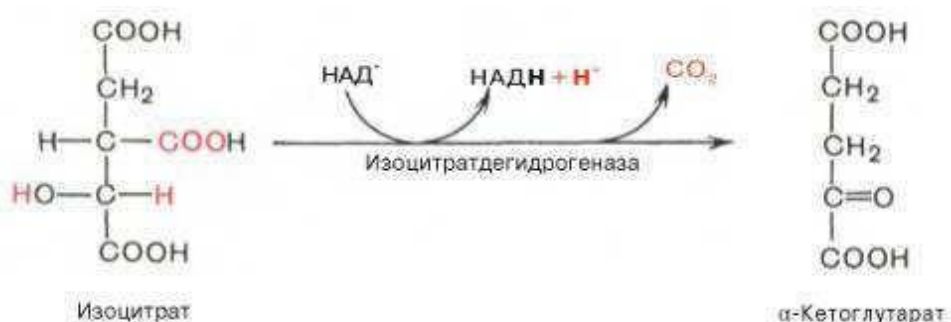 COOH
CH₂
H—C—COOH
HO—C—H
COOH
Изоцитрат
НАД⁺
НАДН + Н⁺
CO₂
Изоцитратдегидрогеназа
COOH
CH₂
CH₂
C=O
COOH
α-Кетоглутарат